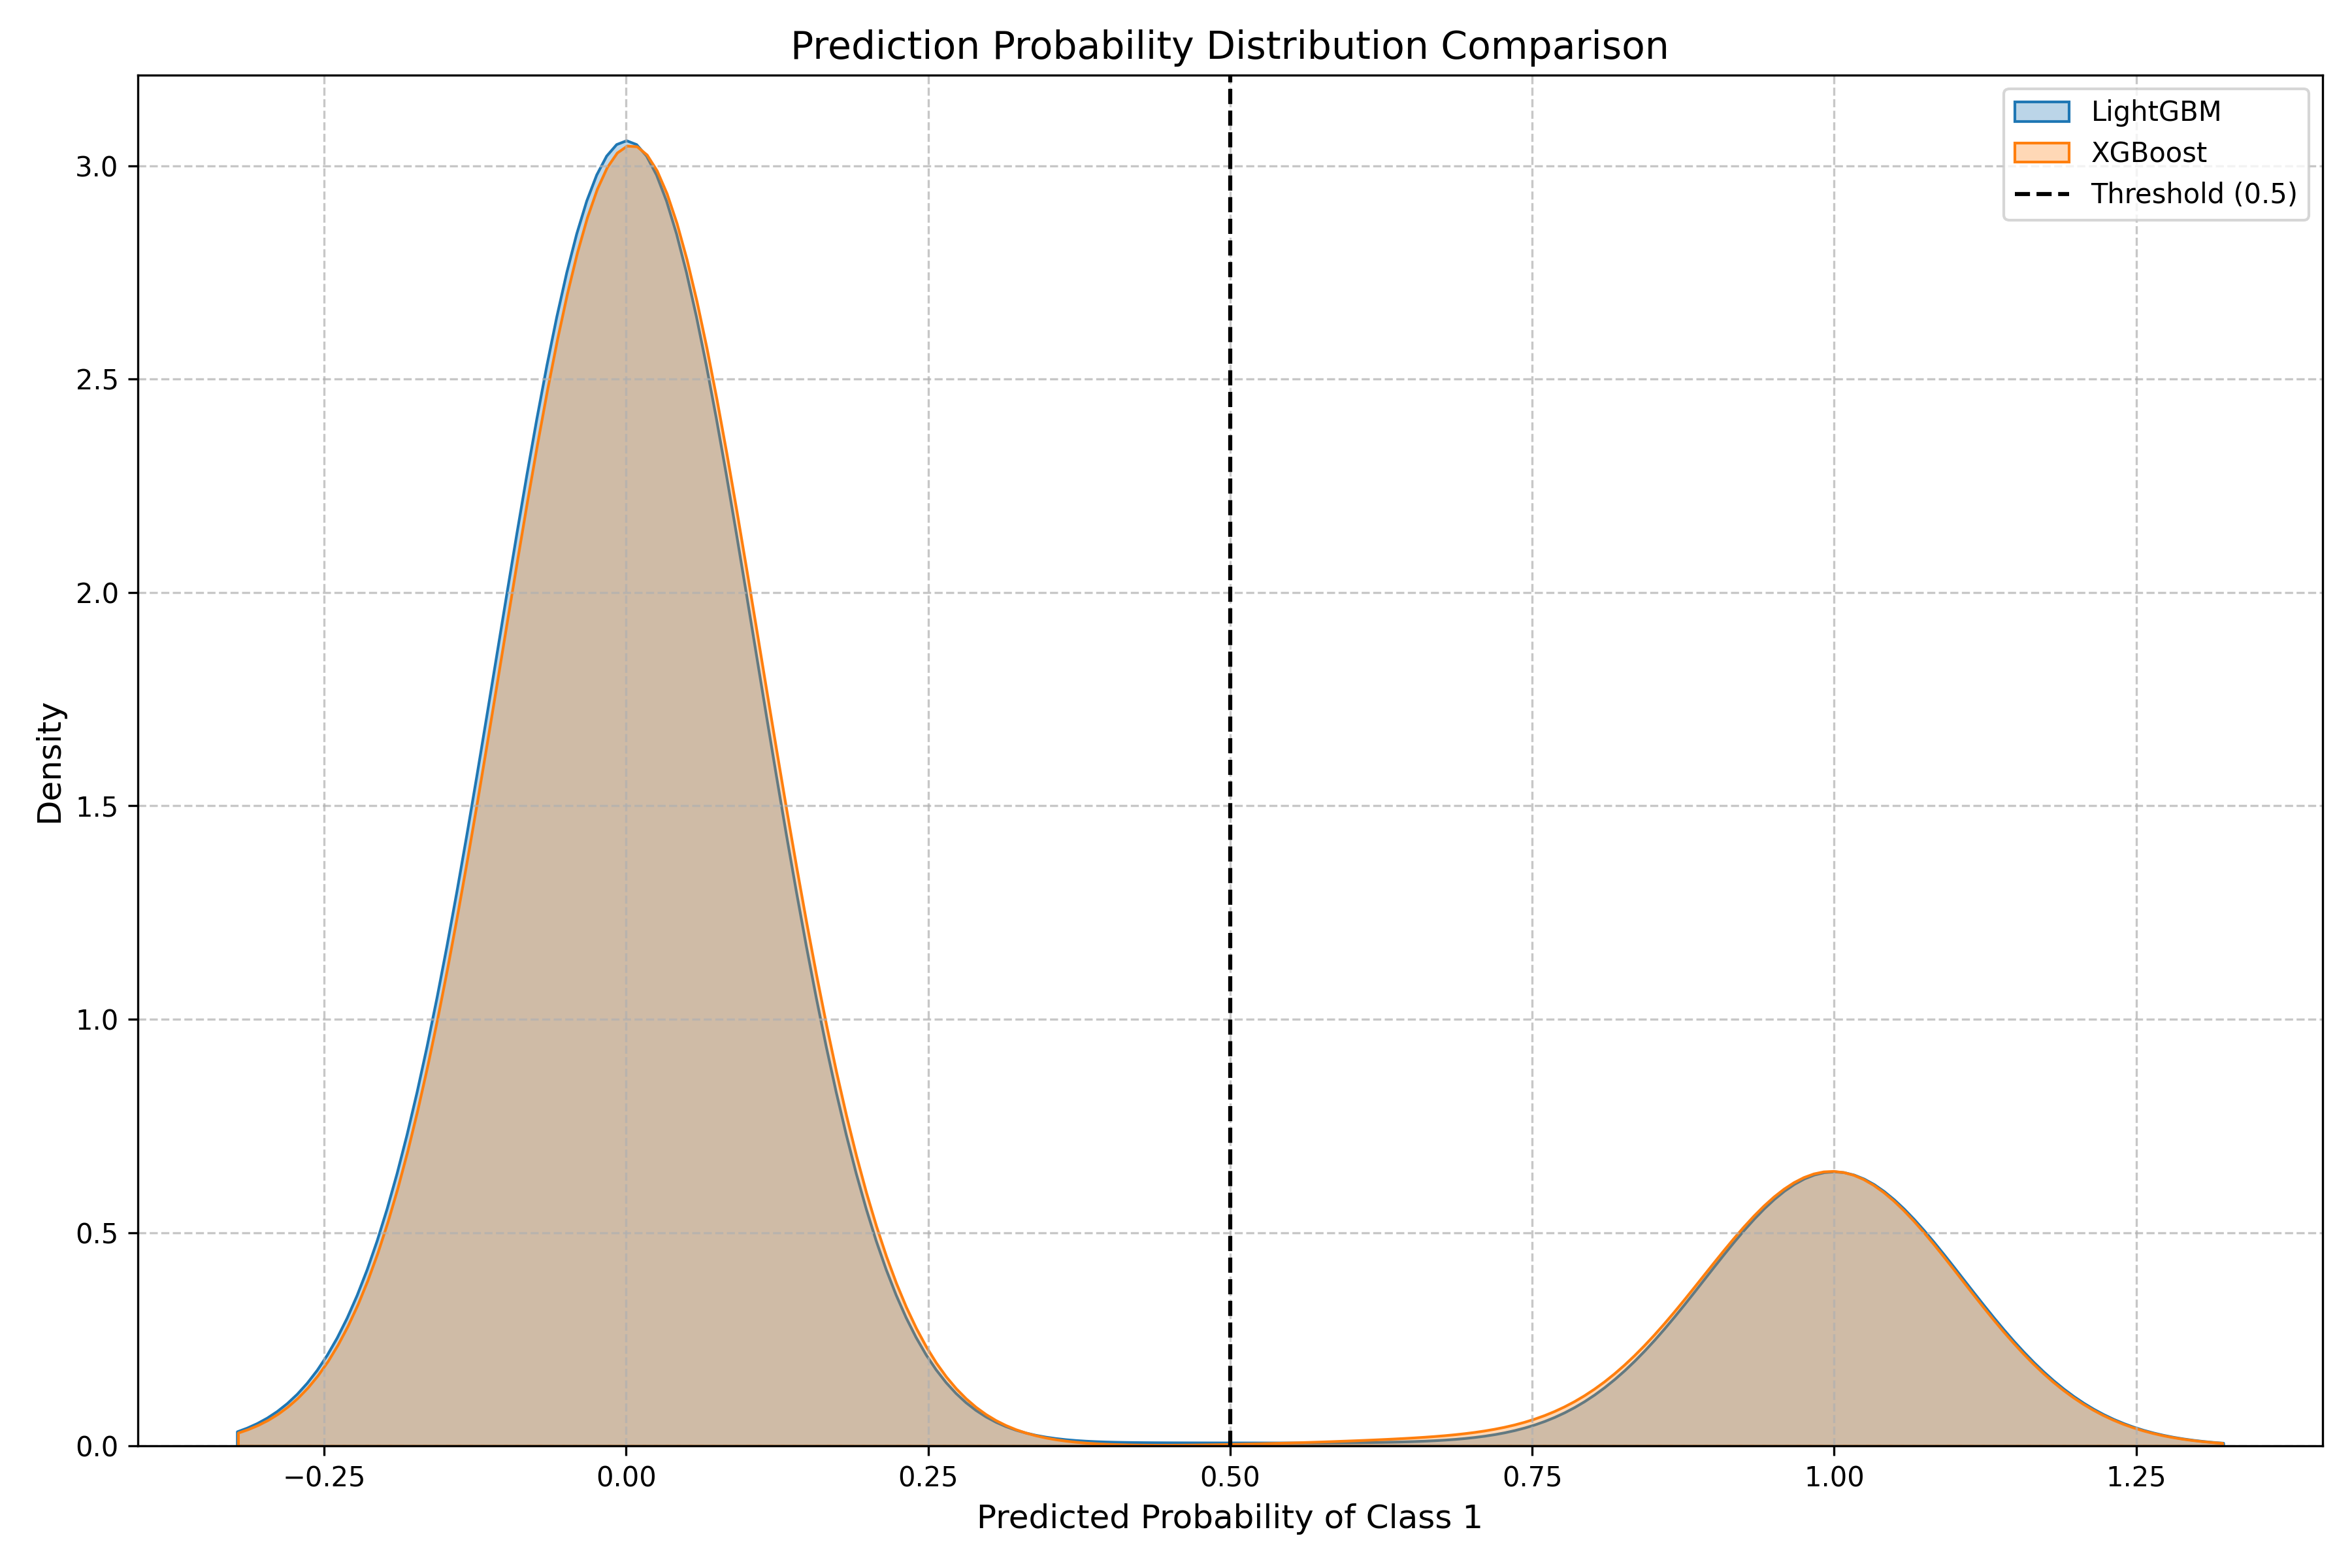 Prediction Probability Distribution Comparison
LightGBM
XGBoost
Threshold (0.5)
Density
3.0
2.5
2.0
1.5
1.0
0.5
0.0
−0.25
0.00
0.25
0.50
0.75
1.00
1.25
Predicted Probability of Class 1